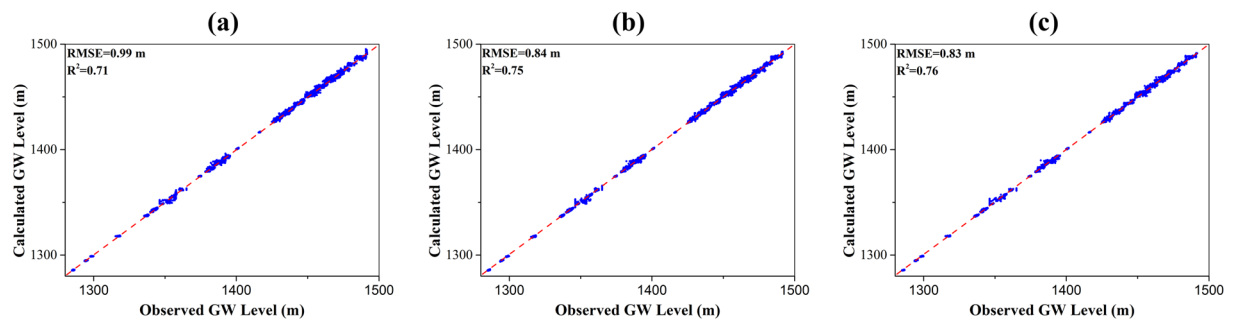 (a)
RMSE=0.99 m
R²=0.71
1500
1400
1300
Calculated GW Level (m)
1300 1400 1500
Observed GW Level (m)
(b)
RMSE=0.84 m
R²=0.75
1500
1400
1300
Calculated GW Level (m)
1300 1400 1500
Observed GW Level (m)
(c)
RMSE=0.83 m
R²=0.76
1500
1400
1300
Calculated GW Level (m)
1300 1400 1500
Observed GW Level (m)